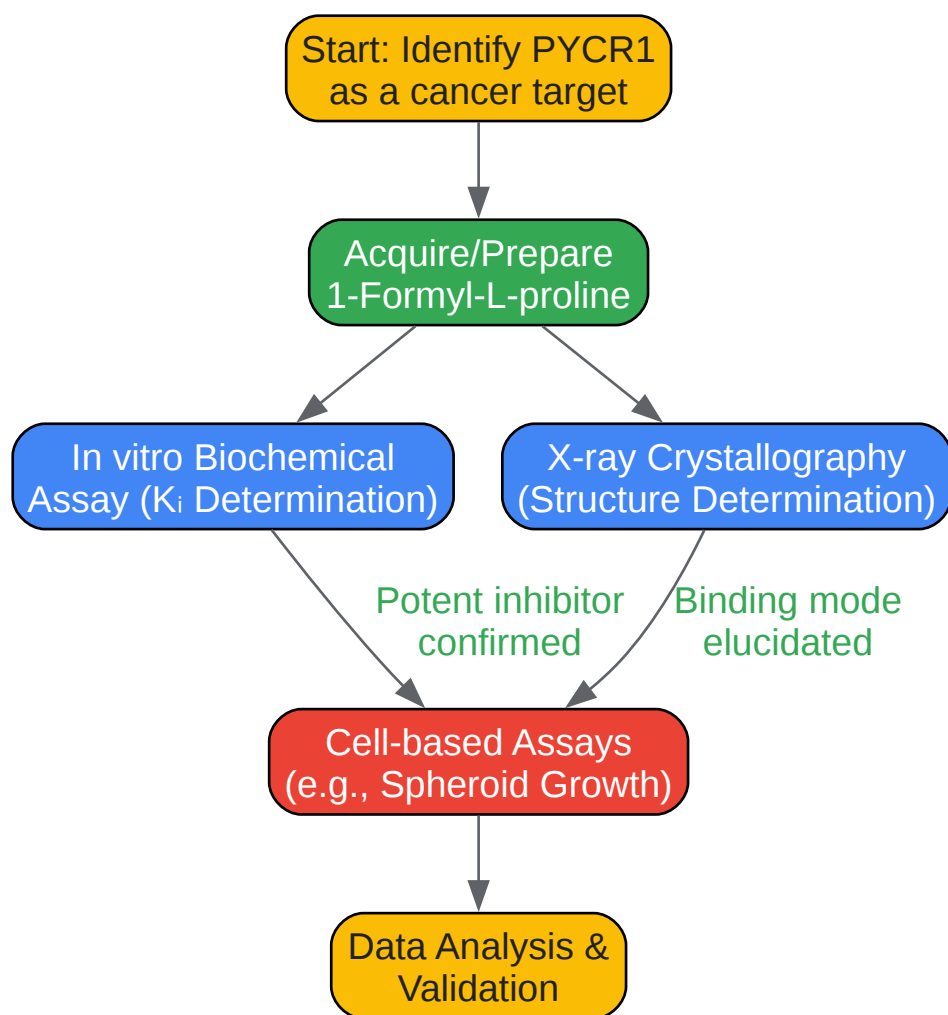 Start: Identify PYCR1
as a cancer target
Acquire/Prepare
1-Formyl-L-proline
In vitro Biochemical
Assay (Kᵢ Determination)
X-ray Crystallography
(Structure Determination)
Potent inhibitor
confirmed
Binding mode
elucidated
Cell-based Assays
(e.g., Spheroid Growth)
Data Analysis &
Validation